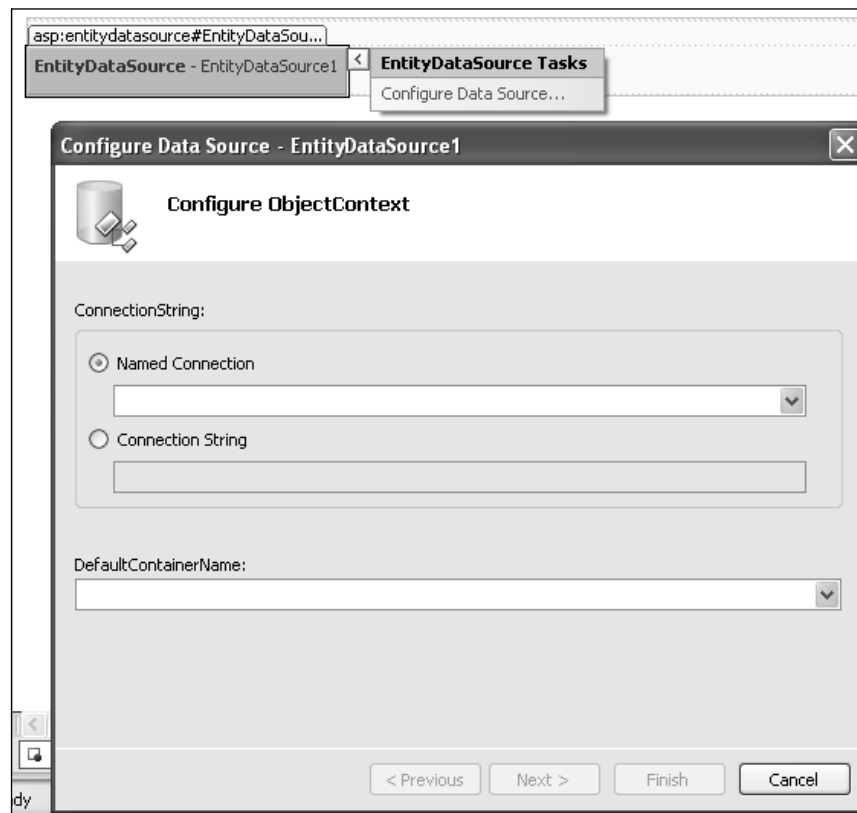 asp:entitydatasource#EntityDataSou...
EntityDataSource - EntityDataSource1
<
EntityDataSource Tasks
Configure Data Source...
Configure Data Source - EntityDataSource1
Configure ObjectContext
ConnectionString:
Named Connection
Connection String
DefaultContainerName:
< Previous
Next >
Finish
Cancel
dy